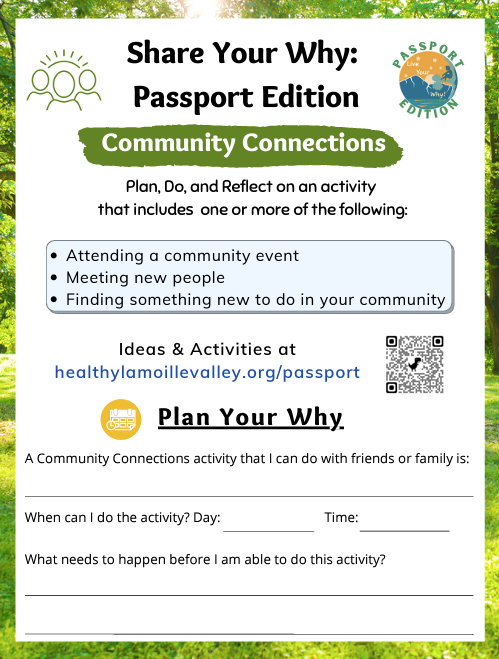 Share Your Why:
Passport Edition
PASSPORT
Live
Your
Why!
EDITION
Community Connections
Plan, Do, and Reflect on an activity
that includes one or more of the following:
• Attending a community event
• Meeting new people
• Finding something new to do in your community
Ideas & Activities at
healthylamoillevalley.org/passport
Plan Your Why
A Community Connections activity that I can do with friends or family is:
When can I do the activity? Day: Time:
What needs to happen before I am able to do this activity?